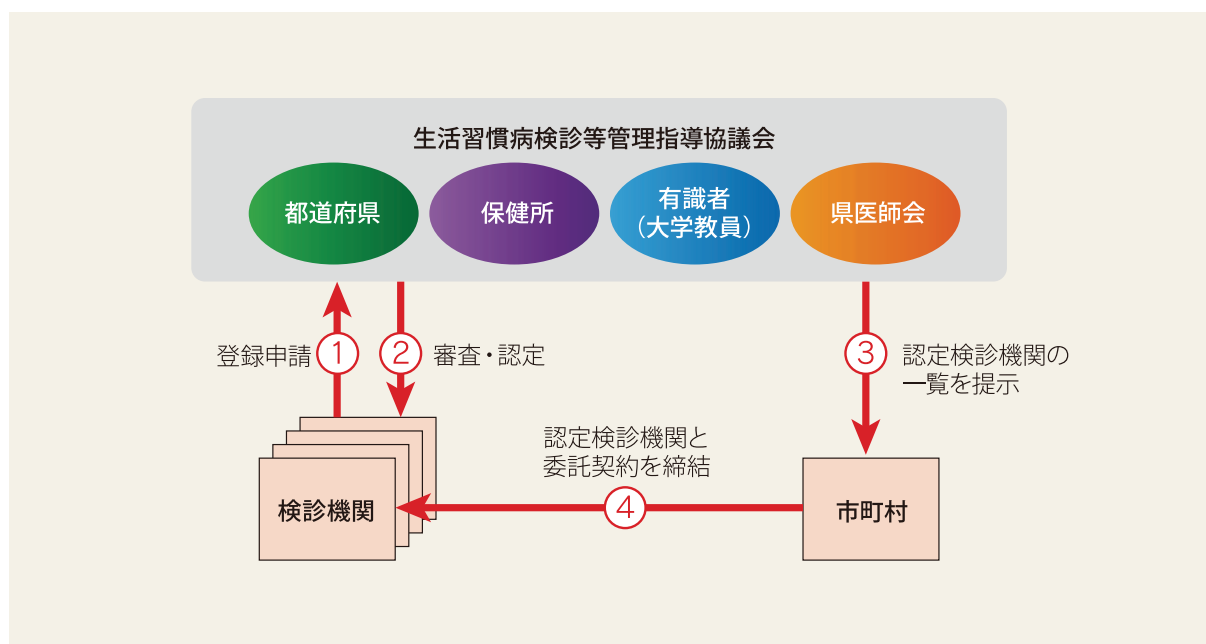 生活習慣病検診等管理指導協議会
都道府県
保健所
有識者
（大学教員）
県医師会
登録申請
1
2
審査・認定
3
認定検診機関の
一覧を提示
認定検診機関と
委託契約を締結
4
検診機関
市町村